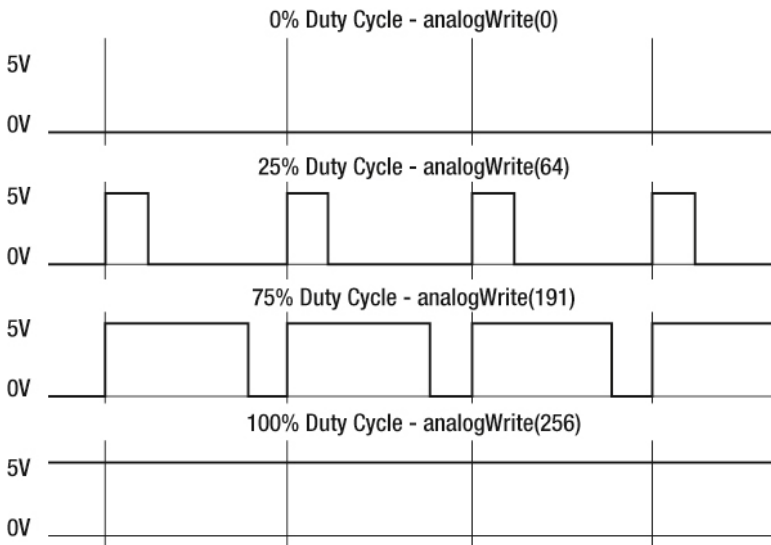 0% Duty Cycle - analogWrite(0)
5V
0V
25% Duty Cycle - analogWrite(64)
5V
0V
75% Duty Cycle - analogWrite(191)
5V
0V
100% Duty Cycle - analogWrite(256)
5V
0V